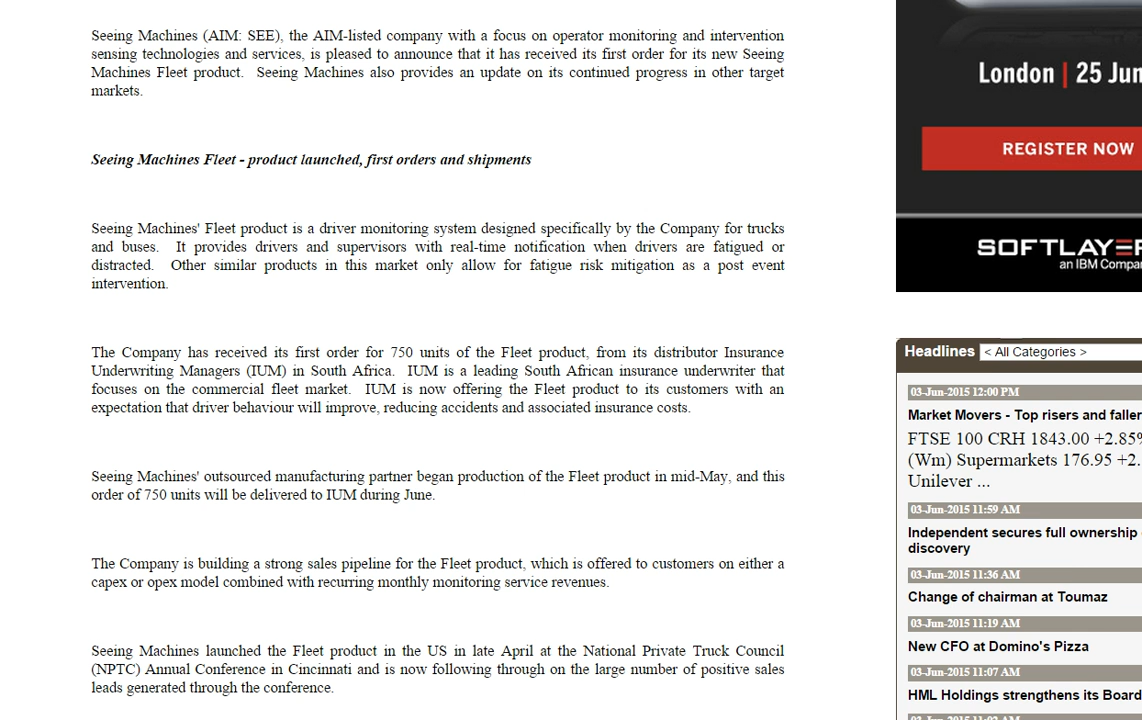 Seeing Machines (AIM: SEE), the AIM-listed company with a focus on operator monitoring and intervention
sensing technologies and services, is pleased to announce that it has received its first order for its new Seeing
Machines Fleet product. Seeing Machines also provides an update on its continued progress in other target
markets.
Seeing Machines Fleet - product launched, first orders and shipments
Seeing Machines' Fleet product is a driver monitoring system designed specifically by the Company for trucks
and buses. It provides drivers and supervisors with real-time notification when drivers are fatigued or
distracted. Other similar products in this market only allow for fatigue risk mitigation as a post event
intervention.
The Company has received its first order for 750 units of the Fleet product, from its distributor Insurance
Underwriting Managers (IUM) in South Africa. IUM is a leading South African insurance underwriter that
focuses on the commercial fleet market. IUM is now offering the Fleet product to its customers with an
expectation that driver behaviour will improve, reducing accidents and associated insurance costs.
Seeing Machines' outsourced manufacturing partner began production of the Fleet product in mid-May, and this
order of 750 units will be delivered to IUM during June.
The Company is building a strong sales pipeline for the Fleet product, which is offered to customers on either a
capex or opex model combined with recurring monthly monitoring service revenues.
Seeing Machines launched the Fleet product in the US in late April at the National Private Truck Council
(NPTC) Annual Conference in Cincinnati and is now following through on the large number of positive sales
leads generated through the conference.
London | 25 Jun
REGISTER NOW
SOFTLAYER
an IBM Compa
Headlines < All Categories >
03-Jun-2015 12:00 PM
Market Movers - Top risers and faller
FTSE 100 CRH 1843.00 +2.85%
(Wm) Supermarkets 176.95 +2.
Unilever ...
03-Jun-2015 11:59 AM
Independent secures full ownership
discovery
03-Jun-2015 11:36 AM
Change of chairman at Toumaz
03-Jun-2015 11:19 AM
New CFO at Domino's Pizza
03-Jun-2015 11:07 AM
HML Holdings strengthens its Board